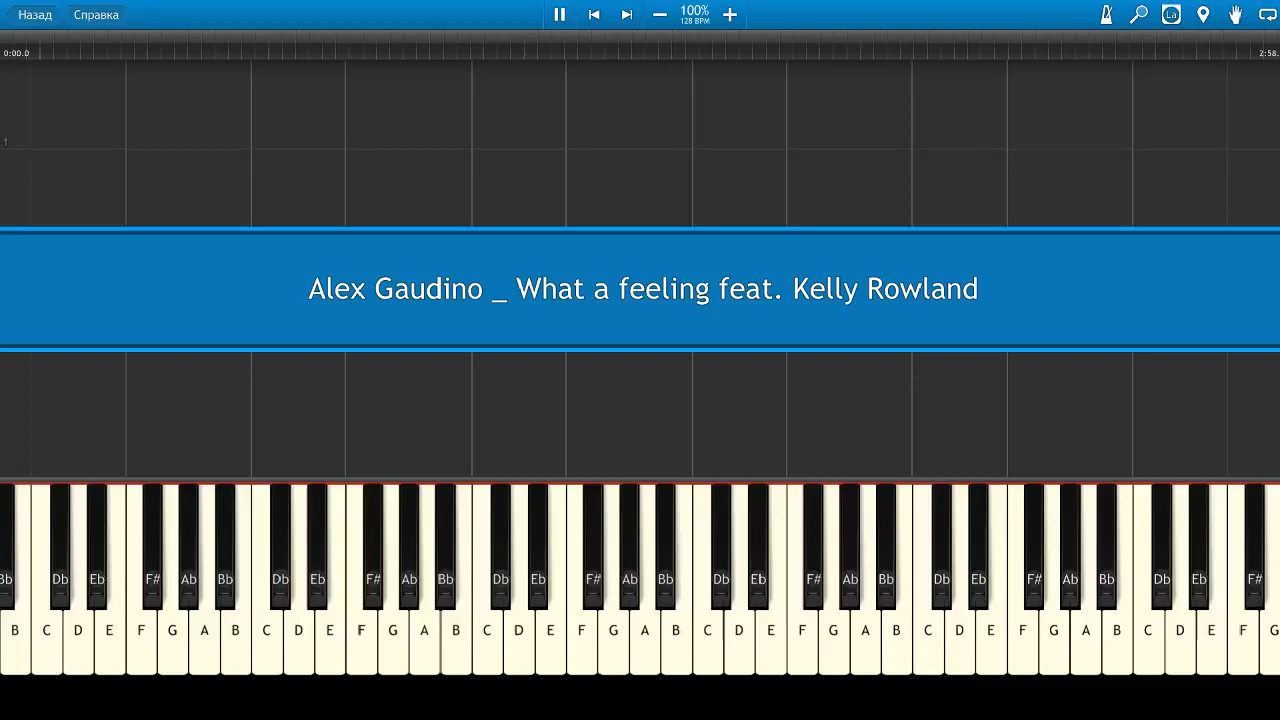 Назад Справка 100% La
128 BPM
0:00.0 2:58.
1
Alex Gaudino _ What a feeling feat. Kelly Rowland
Bb Db Eb F# Ab Bb Db Eb F# Ab Bb Db Eb F# Ab Bb Db Eb F# Ab Bb Db Eb F# Ab Bb Db Eb F#
B C D E F G A B C D E F G A B C D E F G A B C D E F G A B C D E F G A B C D E F G